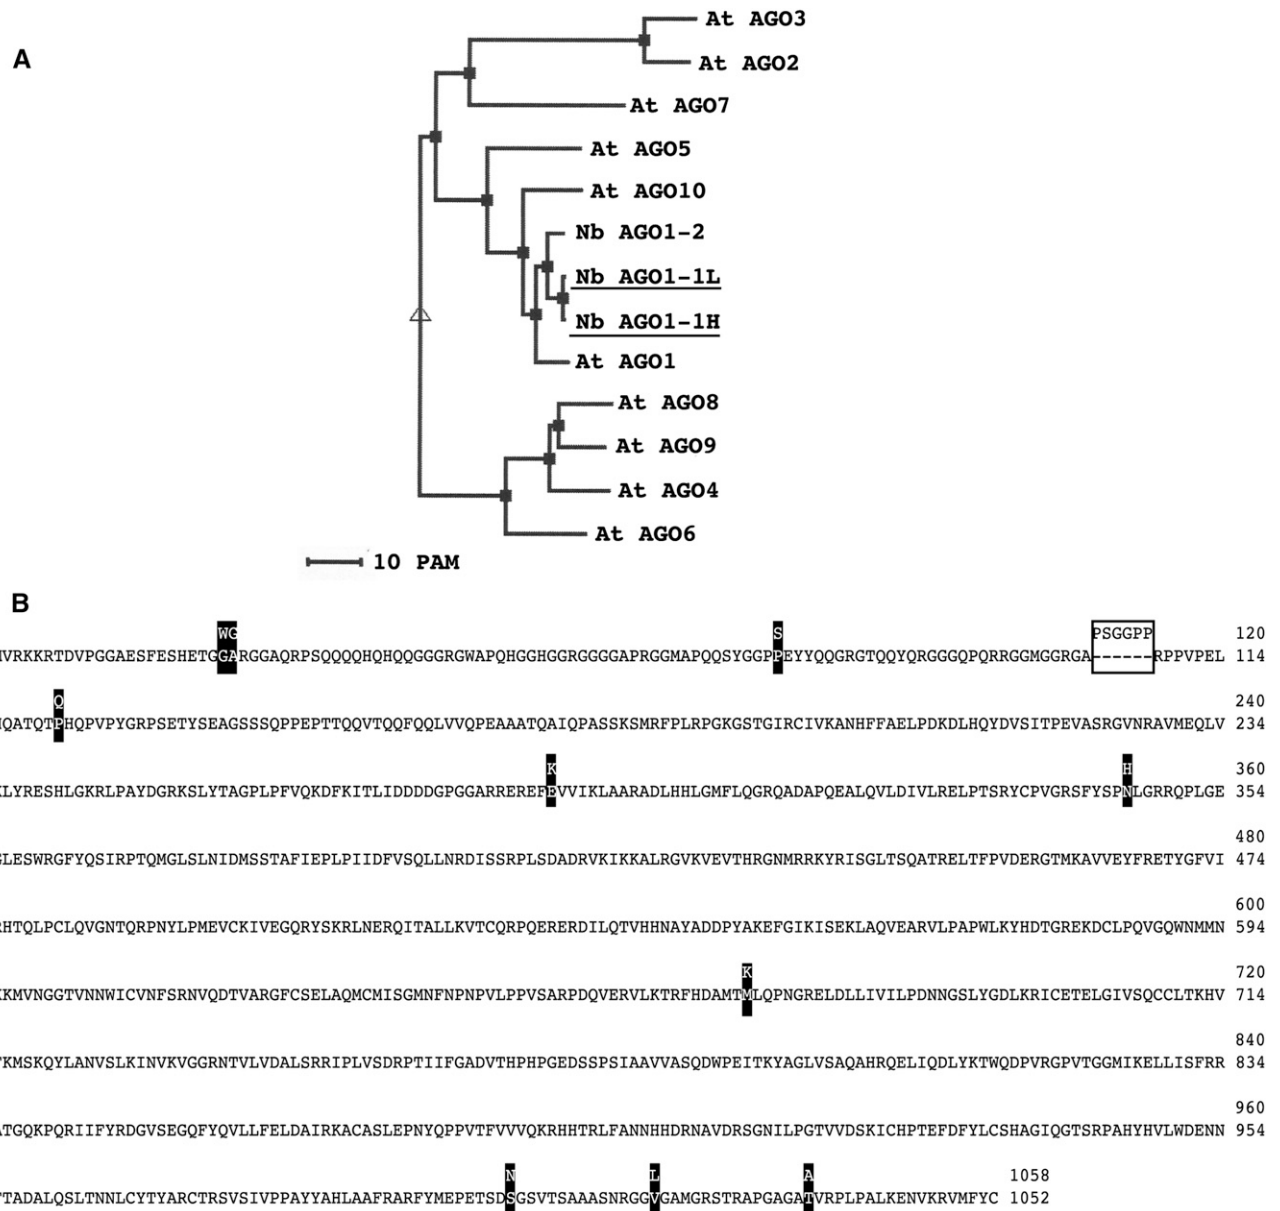 A
At AGO3
At AGO2
At AGO7
At AGO5
At AGO10
Nb AGO1-2
Nb AGO1-1L
Nb AGO1-1H
At AGO1
At AGO8
At AGO9
At AGO4
At AGO6
10 PAM
B
WG S PSGGPP 120
VRKKRTDVPGGAESFESHETGGARGGAQRPSQQQQHQHQQGGGRGWAPQHGGHGGRGGGGAPRGGMAPQQSYGGPPEYYQQGRGTQQYQRGGGQPQRRGGMGGRGA------RPPVPEL 114
Q 240
QATQTPHQPVPYGRPSETYSEAGSSSQPPEPTTQQVTQQFQQLVVQPEAAATQAIQPASSKSMRFPLRPGKGSTGIRCIVKANHFFAELPDKDLHQYDVSITPEVASRGVNRAVMEQLV 234
K H 360
LYRESHLGKRLPAYDGRKSLYTAGPLPFVQKDFKITLIDDDDGPGGARREREFEVVIKLAARADLHHLGMFLQGRQADAPQEALQVLDIVLRELPTSRYCPVGRSFYSPNLGRRQPLGE 354
480
LESWRGFYQSIRPTQMGLSLNIDMSSTAFIEPLPIIDFVSQLLNRDISSRPLSDADRVKIKKALRGVKVEVTHRGNMRRKYRISGLTSQATRELTFPVDERGTMKAVVEYFRETYGFVI 474
600
HTQLPCLQVGNTQRPNYLPMEVCKIVEGQRYSKRLNERQITALLKVTCQRPQERERDILQTVHHNAYADDPYAKEFGIKISEKLAQVEARVLPAPWLKYHDTGREKDCLPQVGQWNMMN 594
K 720
KMVNGGTVNNWICVNFSRNVQDTVARGFCSELAQMCMISGMNFNPNPVLPPVSARPDQVERVLKTRFHDAMTMLQPNGRELDLLIVILPDNNGSLYGDLKRICETELGIVSQCCLTKHV 714
840
KMSKQYLANVSLKINVKVGGRNTVLVDALSRRIPLVSDRPTIIFGADVTHPHPGEDSSPSIAAVVASQDWPEITKYAGLVSAQAHRQELIQDLYKTWQDPVRGPVTGGMIKELLISFRR 834
960
TGQKPQRIIFYRDGVSEGQFYQVLLFELDAIRKACASLEPNYQPPVTFVVVQKRHHTRLFANNHHDRNAVDRSGNILPGTVVDSKICHPTEFDFYLCSHAGIQGTSRPAHYHVLWDENN 954
N L A 1058
TADALQSLTNNLCYTYARCTRSVSIVPPAYYAHLAAFRARFYMEPETSDSGSVTSAAASNRGGVGAMGRSTRAPGAGATVRPLPALKENVKRVMFYC 1052